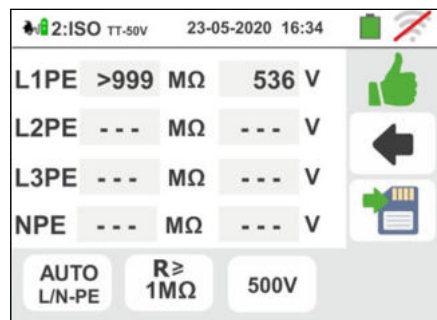 2:ISO TT-50V 23-05-2020 16:34
L1PE >999 MΩ 536 V
L2PE - - - MΩ - - - V
L3PE - - - MΩ - - - V
NPE - - - MΩ - - - V
AUTO
L/N-PE
R≥
1MΩ
500V